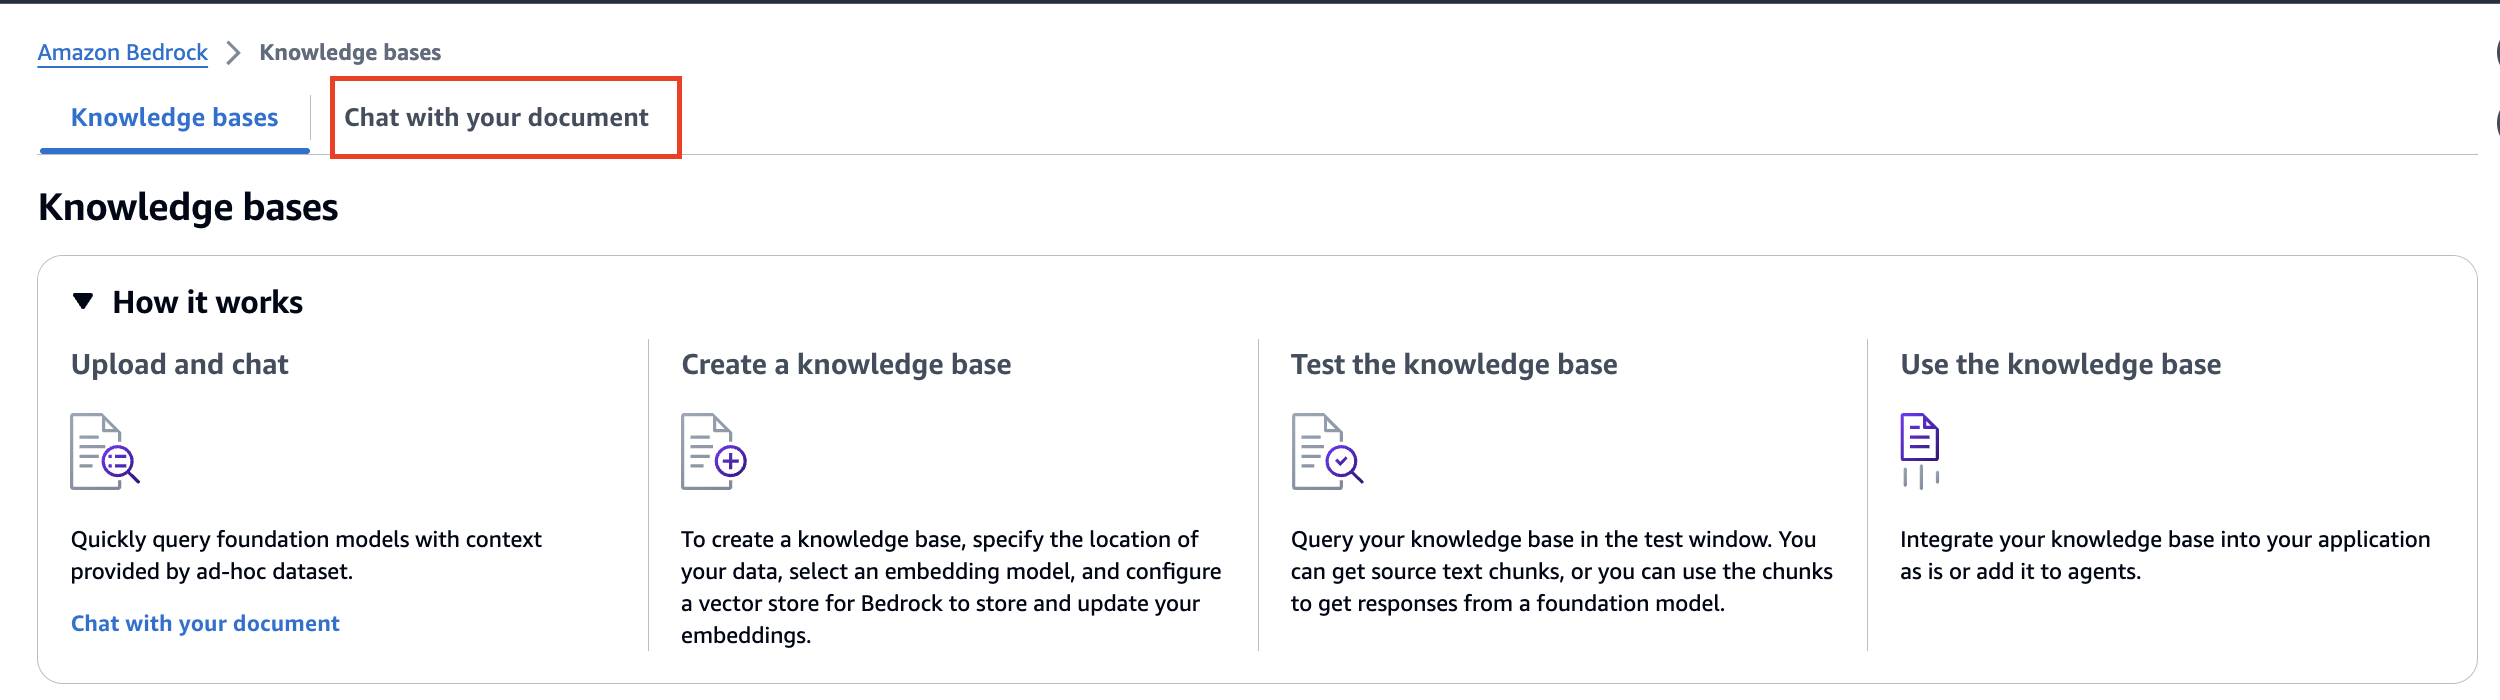 Amazon Bedrock > Knowledge bases
Knowledge bases
Chat with your document
Knowledge bases
How it works
Upload and chat
Quickly query foundation models with context
provided by ad-hoc dataset.
Chat with your document
Create a knowledge base
To create a knowledge base, specify the location of
your data, select an embedding model, and configure
a vector store for Bedrock to store and update your
embeddings.
Test the knowledge base
Query your knowledge base in the test window. You
can get source text chunks, or you can use the chunks
to get responses from a foundation model.
Use the knowledge base
Integrate your knowledge base into your application
as is or add it to agents.